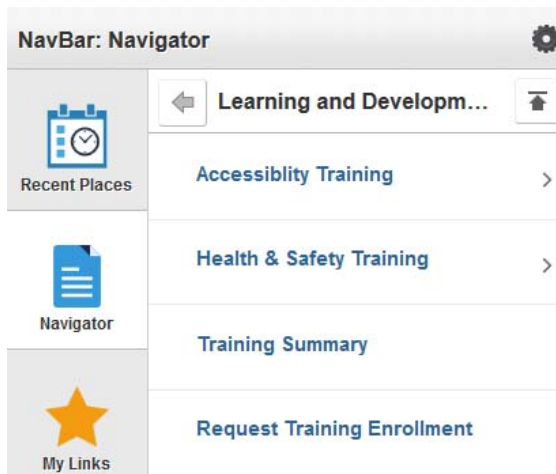 NavBar: Navigator
Learning and Developm...
Recent Places
Accessiblity Training
Health & Safety Training
Navigator
Training Summary
Request Training Enrollment
My Links